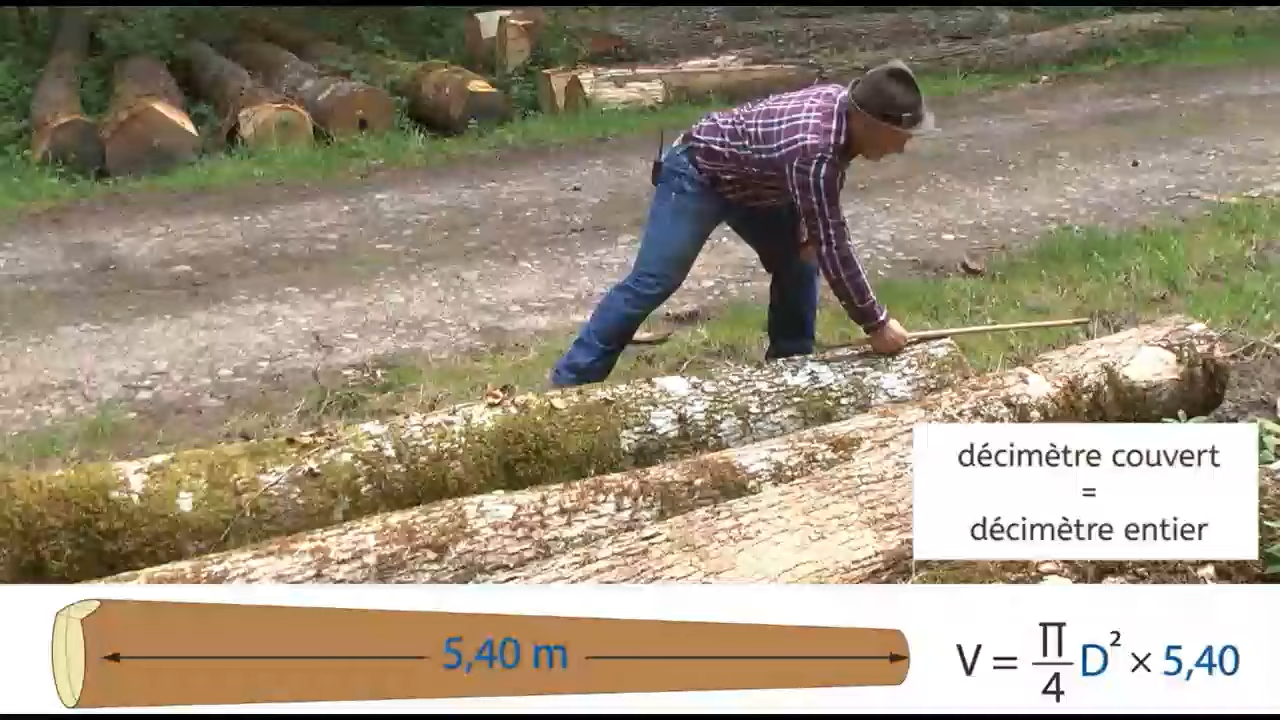 décimètre couvert
=
décimètre entier
5,40 m
V = Π/4 D² × 5,40